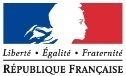 Liberté • Égalité • Fraternité
RÉPUBLIQUE FRANÇAISE